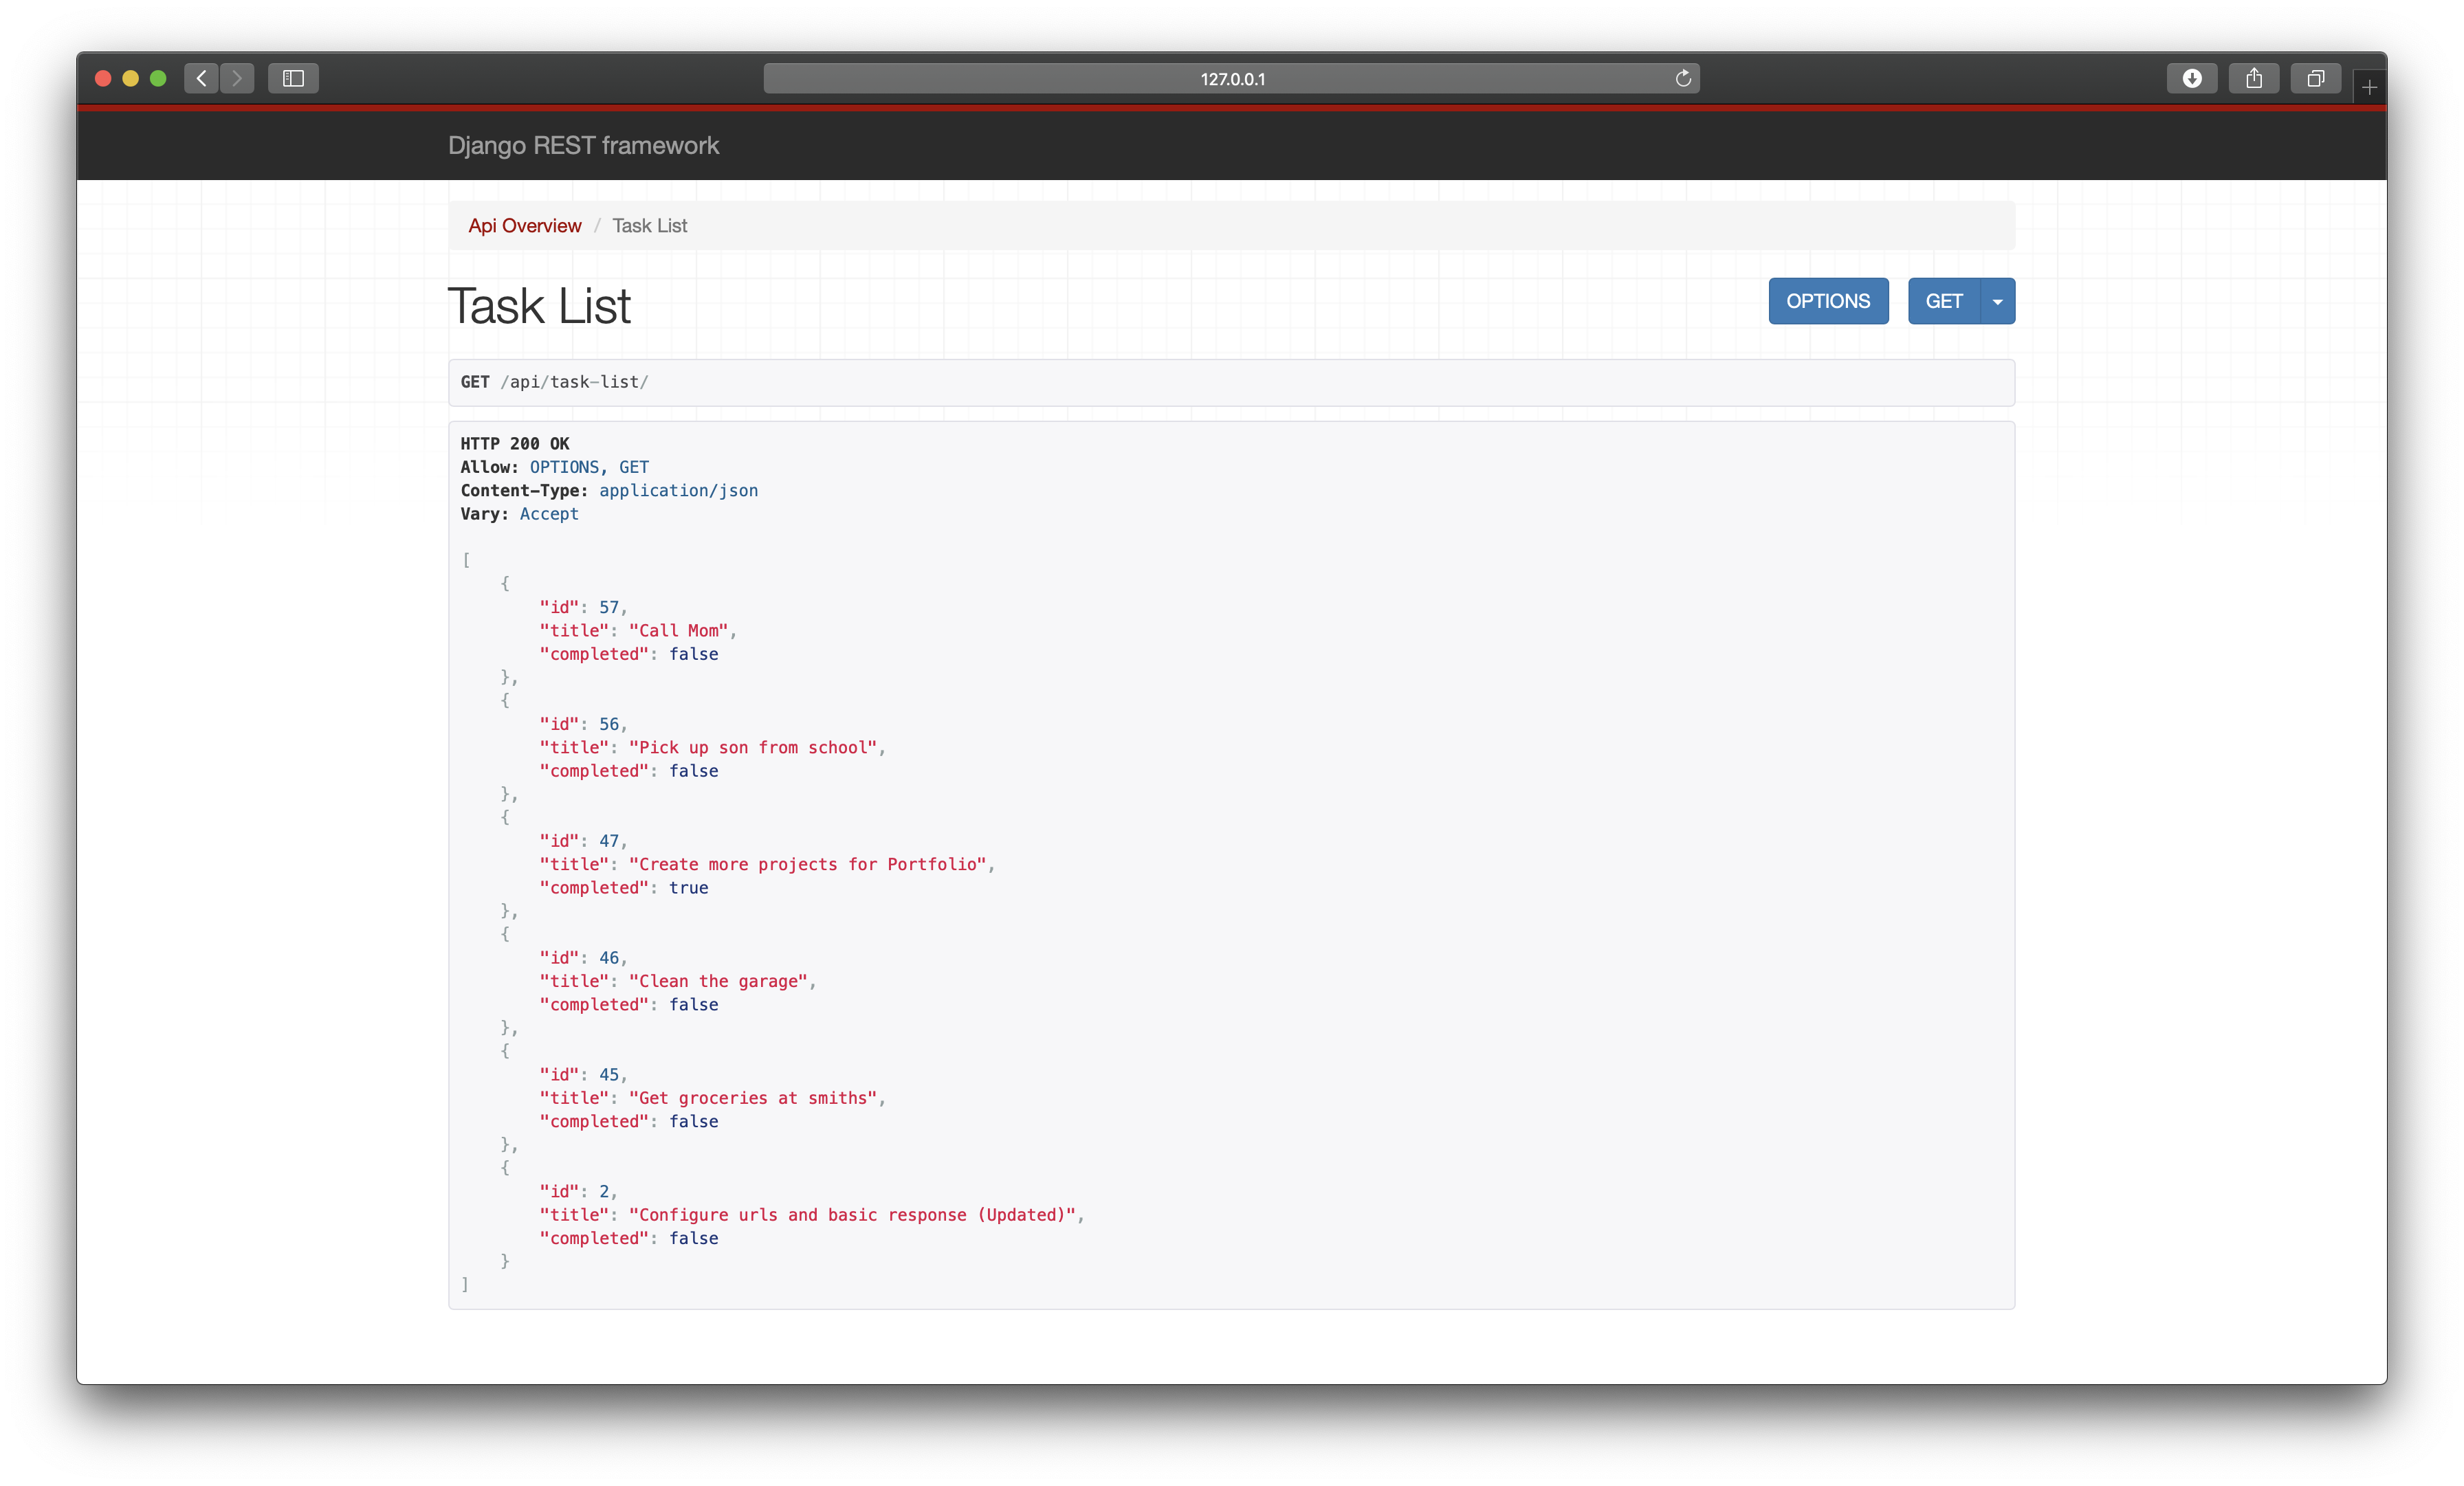 127.0.0.1
Django REST framework
Api Overview / Task List
Task List
OPTIONS GET
GET /api/task-list/
HTTP 200 OK
Allow: OPTIONS, GET
Content-Type: application/json
Vary: Accept
[
    {
        "id": 57,
        "title": "Call Mom",
        "completed": false
    },
    {
        "id": 56,
        "title": "Pick up son from school",
        "completed": false
    },
    {
        "id": 47,
        "title": "Create more projects for Portfolio",
        "completed": true
    },
    {
        "id": 46,
        "title": "Clean the garage",
        "completed": false
    },
    {
        "id": 45,
        "title": "Get groceries at smiths",
        "completed": false
    },
    {
        "id": 2,
        "title": "Configure urls and basic response (Updated)",
        "completed": false
    }
]